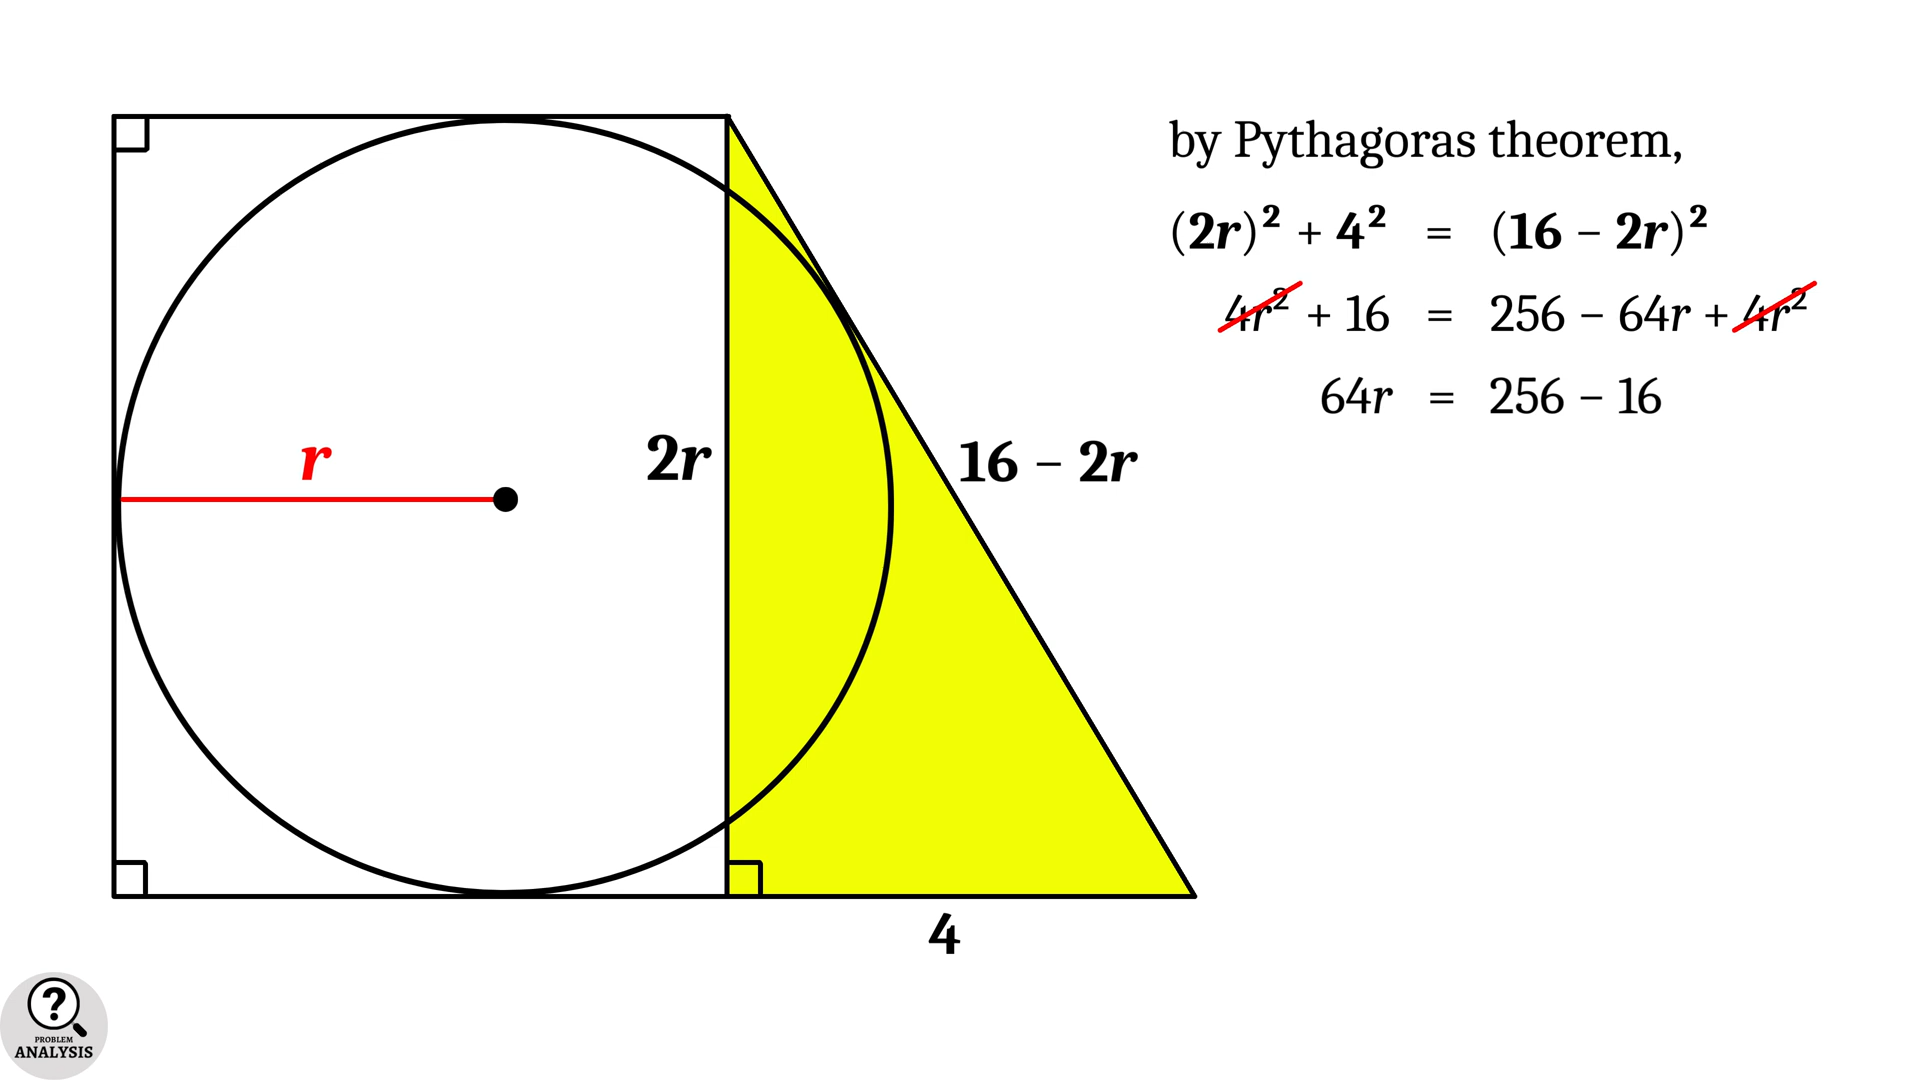 by Pythagoras theorem,
(2r)² + 4² = (16 – 2r)²
4r² + 16 = 256 – 64r + 4r²
64r = 256 – 16
r
2r
16 – 2r
4
?
PROBLEM
ANALYSIS